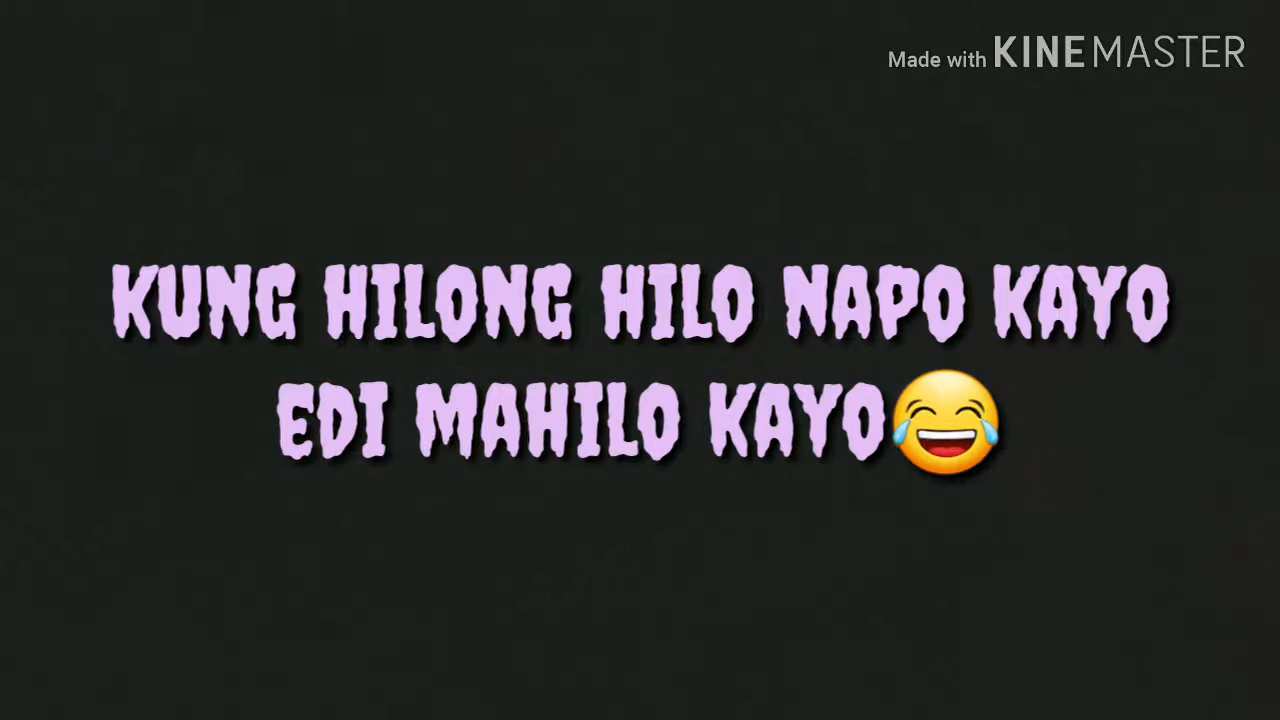 Made with KINEMASTER
KUNG HILONG HILO NAPO KAYO
EDI MAHILO KAYO😂